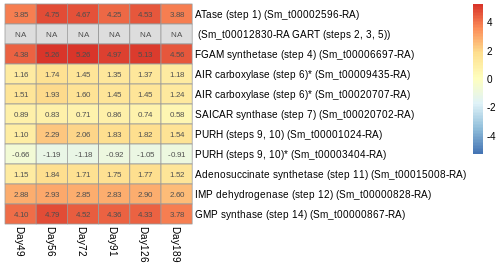 3.85 4.75 4.67 4.25 4.53 3.88 ATase (step 1) (Sm_t00002596-RA)
NA NA NA NA NA NA (Sm_t00012830-RA GART (steps 2, 3, 5))
4.38 5.33 4.97 5.13 4.56 FGAM synthetase (step 4) (Sm_t00006697-RA)
1.16 1.74 1.45 1.35 1.37 1.18 AIR carboxylase (step 6)* (Sm_t00009435-RA)
1.51 1.93 1.60 1.45 1.45 1.24 AIR carboxylase (step 6)* (Sm_t00020707-RA)
0.89 0.83 0.71 0.86 0.74 0.58 SAICAR synthase (step 7) (Sm_t00020702-RA)
1.10 2.29 2.06 1.83 1.82 1.54 PURH (steps 9, 10) (Sm_t00001024-RA)
-0.66 -1.19 -1.18 -0.92 -1.05 -0.91 PURH (steps 9, 10)* (Sm_t00003404-RA)
1.15 1.84 1.71 1.75 1.77 1.52 Adenosuccinate synthetase (step 11) (Sm_t00015008-RA)
2.88 2.93 2.85 2.83 2.90 2.60 IMP dehydrogenase (step 12) (Sm_t00000828-RA)
4.10 4.79 4.52 4.36 4.33 3.78 GMP synthase (step 14) (Sm_t00000867-RA)
Day49 Day56 Day72 Day91 Day126 Day189
4
2
0
-2
-4